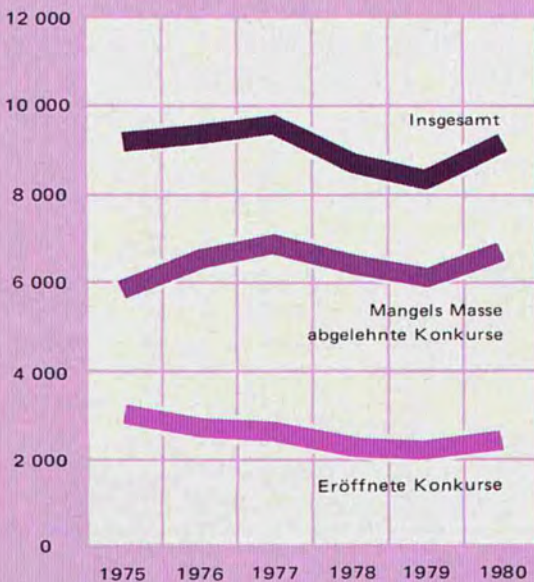 12 000
10 000
Insgesamt
8 000
6 000
Mangels Masse
abgelehnte Konkurse
4 000
2 000
Eröffnete Konkurse
0
1975 1976 1977 1978 1979 1980